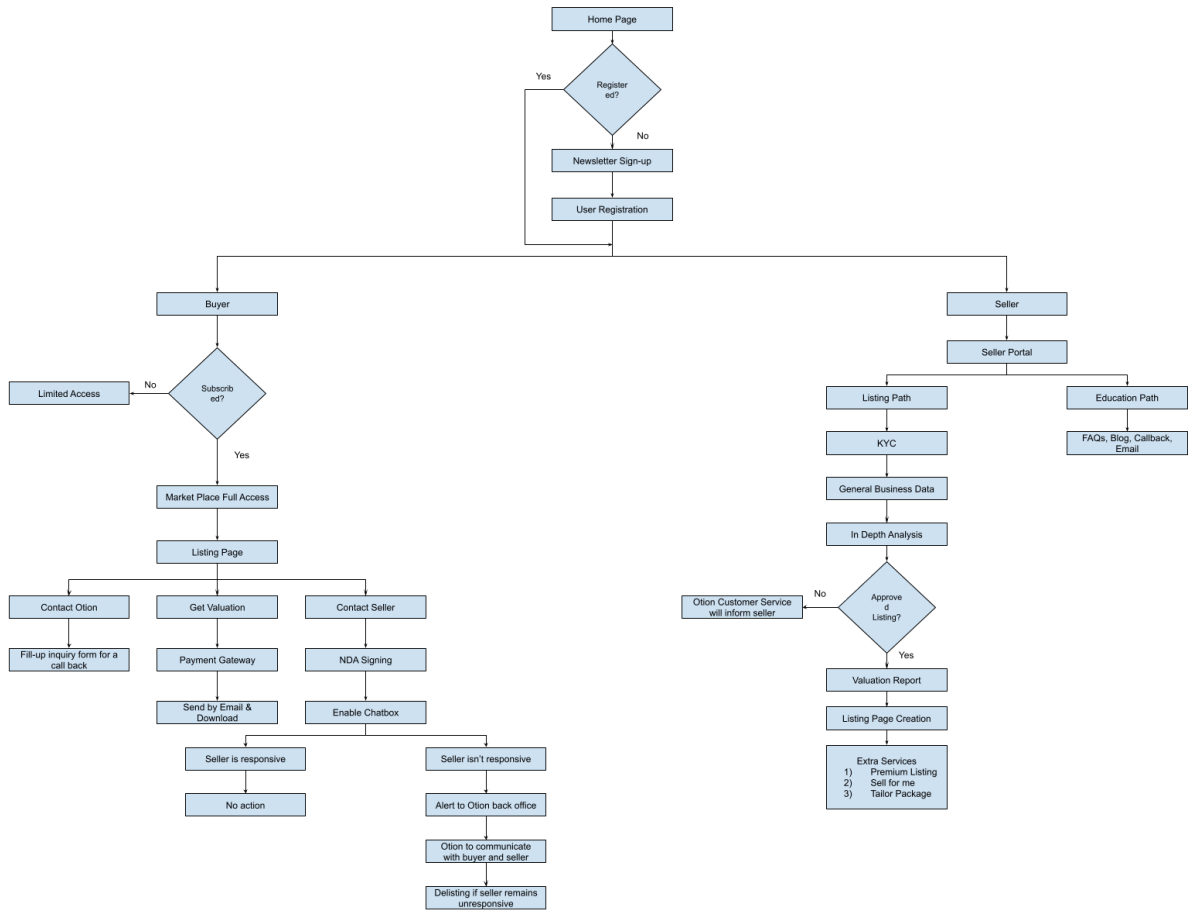 Home Page
Yes
Register
ed?
No
Newsletter Sign-up
User Registration
Buyer
Seller
Seller Portal
Limited Access
No
Subscrib
ed?
Yes
Listing Path
Education Path
KYC
FAQs, Blog, Callback,
Email
General Business Data
Market Place Full Access
In Depth Analysis
Listing Page
Contact Otion
Get Valuation
Contact Seller
Otion Customer Service
will inform seller
No
Approve
d
Listing?
Yes
Fill-up inquiry form for a
call back
Payment Gateway
NDA Signing
Valuation Report
Send by Email &
Download
Enable Chatbox
Listing Page Creation
Seller is responsive
Seller isn't responsive
Extra Services
1) Premium Listing
2) Sell for me
3) Tailor Package
No action
Alert to Otion back office
Otion to communicate
with buyer and seller
Delisting if seller remains
unresponsive